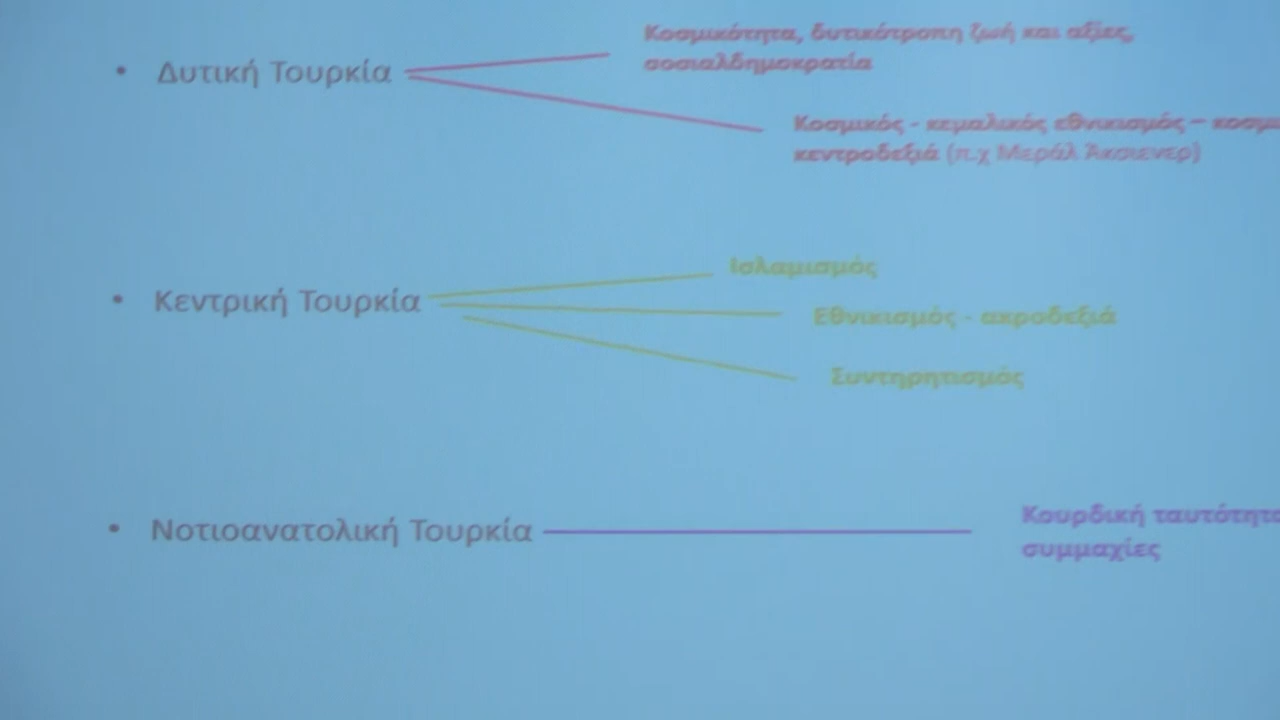 • Δυτική Τουρκία
Κοσμικότητα, δυτικότροπη ζωή και αξίες,
σοσιαλδημοκρατία
Κοσμικός - κεμαλικός εθνικισμός –
κεντροδεξιά (π.χ Μεράλ Άκσιενερ)
• Κεντρική Τουρκία
Ισλαμισμός
Εθνικισμός - ακροδεξιά
Συντηρητισμός
• Νοτιοανατολική Τουρκία
Κουρδική
συμμαχίες